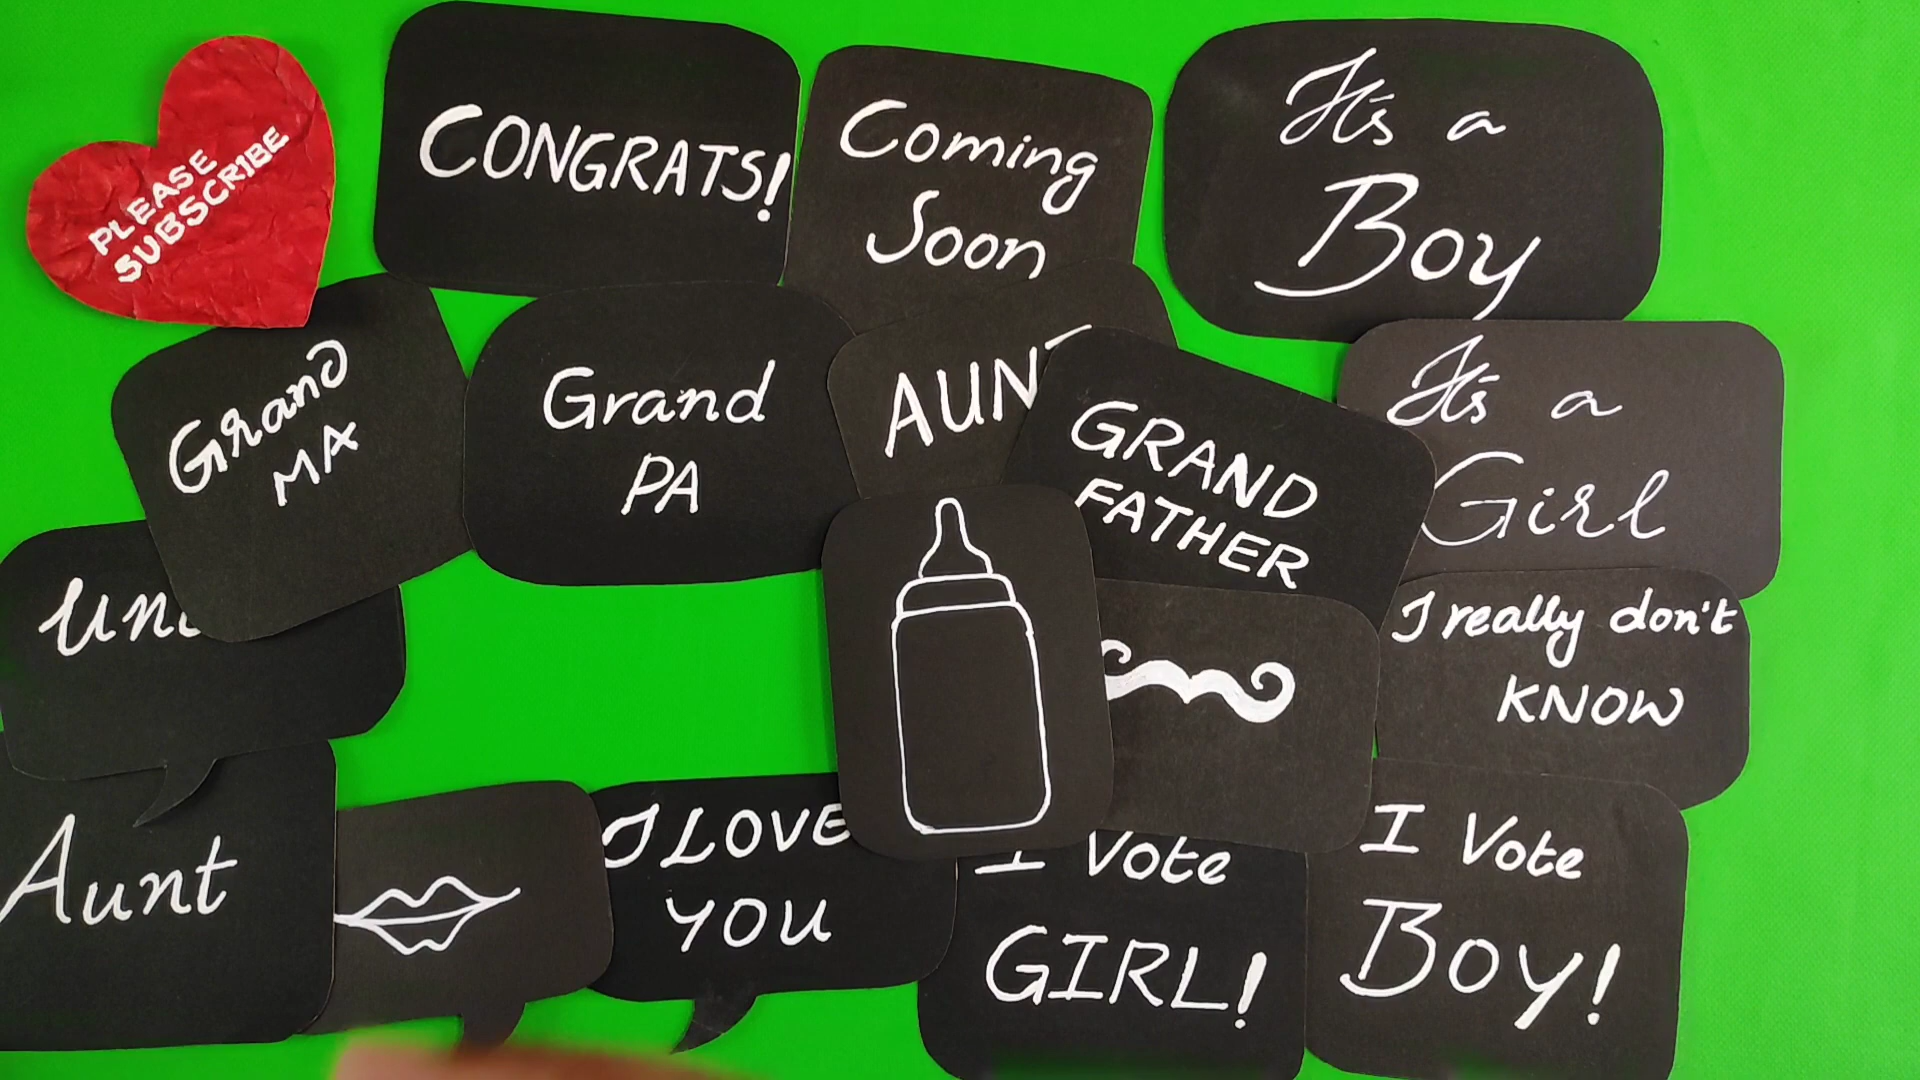 PLEASE
SUBSCRIBE
CONGRATS!
Coming
Soon
It's a
Boy
Grand
MA
Grand
PA
AUNT
GRAND
FATHER
It's a
Girl
I really don't
KNOW
Aunt
I LOVE
YOU
I Vote
GIRL!
I Vote
Boy!